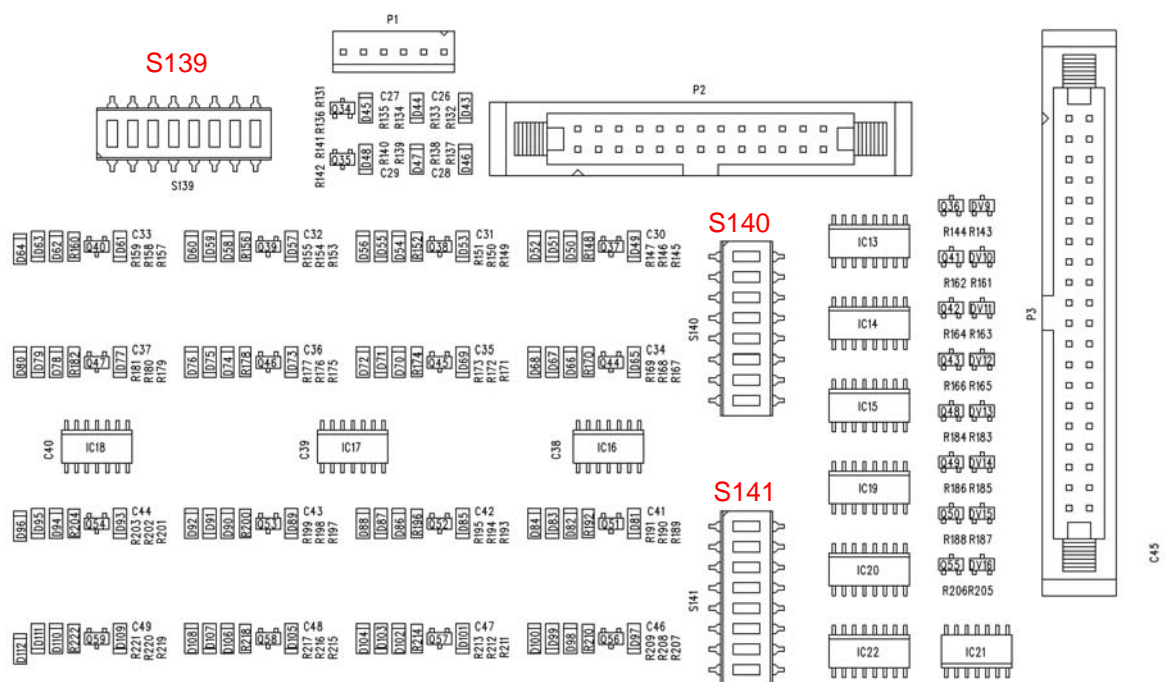 P1
S139
R131
R136
Q34
D45
C27
R135
R134
D44
C26
R133
R132
D43
P2
R141
R142
Q35
D48
R140
R139
C29
D47
R138
R137
C28
D46
S139
P3
S140
D64 D63 D62 R160 Q40 D61 C33 R159 R158 R157
D60 D59 D58 R156 Q39 D57 C32 R155 R154 R153
D56 D55 D54 R152 Q38 D53 C31 R151 R150 R149
D52 D51 D50 R148 Q37 D49 C30 R147 R146 R145
S140
D80 D79 D78 R182 Q47 D77 C37 R181 R180 R179
D76 D75 D74 R178 Q46 D73 C36 R177 R176 R175
D72 D71 D70 R174 Q45 D69 C35 R173 R172 R171
D68 D67 D66 R170 Q44 D65 C34 R169 R168 R167
C40 IC18
C39 IC17
C38 IC16
S141
D96 D95 D94 R204 Q54 D93 C44 R203 R202 R201
D92 D91 D90 R200 Q53 D89 C43 R199 R198 R197
D88 D87 D86 R196 Q52 D85 C42 R195 R194 R193
D84 D83 D82 R192 Q51 D81 C41 R191 R190 R189
S141
D112 D111 D110 R222 Q59 D109 C49 R221 R220 R219
D108 D107 D106 R218 Q58 D105 C48 R217 R216 R215
D104 D103 D102 R214 Q57 D101 C47 R213 R212 R211
D100 D99 D98 R210 Q56 D97 C46 R209 R208 R207
IC13
IC14
IC15
IC19
IC20
IC22
IC21
Q36 DV9
R144 R143
Q41 DV10
R162 R161
Q42 DV11
R164 R163
Q43 DV12
R166 R165
Q48 DV13
R184 R183
Q49 DV14
R186 R185
Q50 DV15
R188 R187
Q55 DV16
R206R205
C45